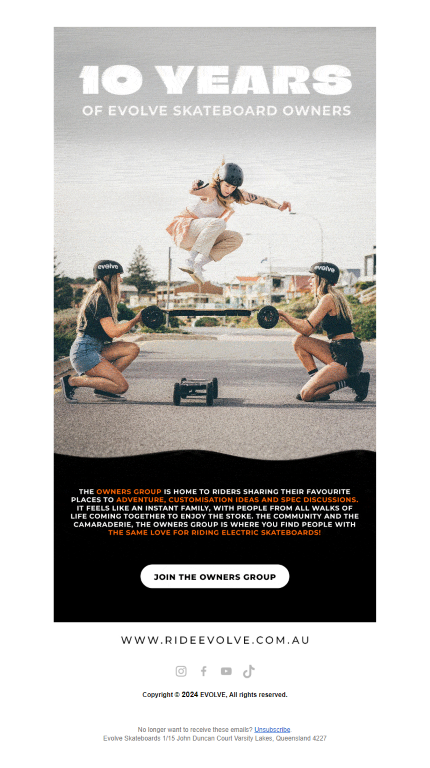 10 YEARS
OF EVOLVE SKATEBOARD OWNERS
evolve
evolve
THE OWNERS GROUP IS HOME TO RIDERS SHARING THEIR FAVOURITE
PLACES TO ADVENTURE, CUSTOMISATION IDEAS AND SPEC DISCUSSIONS.
IT FEELS LIKE AN INSTANT FAMILY, WITH PEOPLE FROM ALL WALKS OF
LIFE COMING TOGETHER TO ENJOY THE STOKE. THE COMMUNITY AND THE
CAMARADERIE, THE OWNERS GROUP IS WHERE YOU FIND PEOPLE WITH
THE SAME LOVE FOR RIDING ELECTRIC SKATEBOARDS!
JOIN THE OWNERS GROUP
WWW.RIDEEVOLVE.COM.AU
Copyright © 2024 EVOLVE, All rights reserved.
No longer want to receive these emails? Unsubscribe.
Evolve Skateboards 1/15 John Duncan Court Varsity Lakes, Queensland 4227